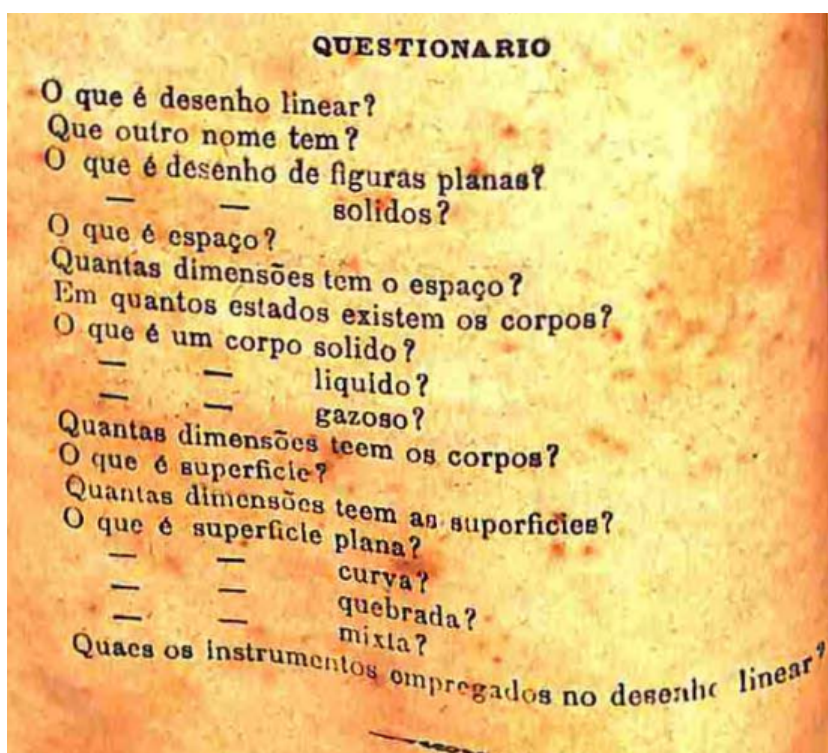 QUESTIONARIO
O que é desenho linear?
Que outro nome tem?
O que é desenho de figuras planas?
— — solidos?
O que é espaço?
Quantas dimensões tem o espaço?
Em quantos estados existem os corpos?
O que é um corpo solido?
— — liquido?
— — gazoso?
Quantas dimensões teem os corpos?
O que é superficie?
Quantas dimensões teem as superficies?
O que é superficie plana?
— — curva?
— — quebrada?
— — mixta?
Quaes os instrumentos empregados no desenho linear?